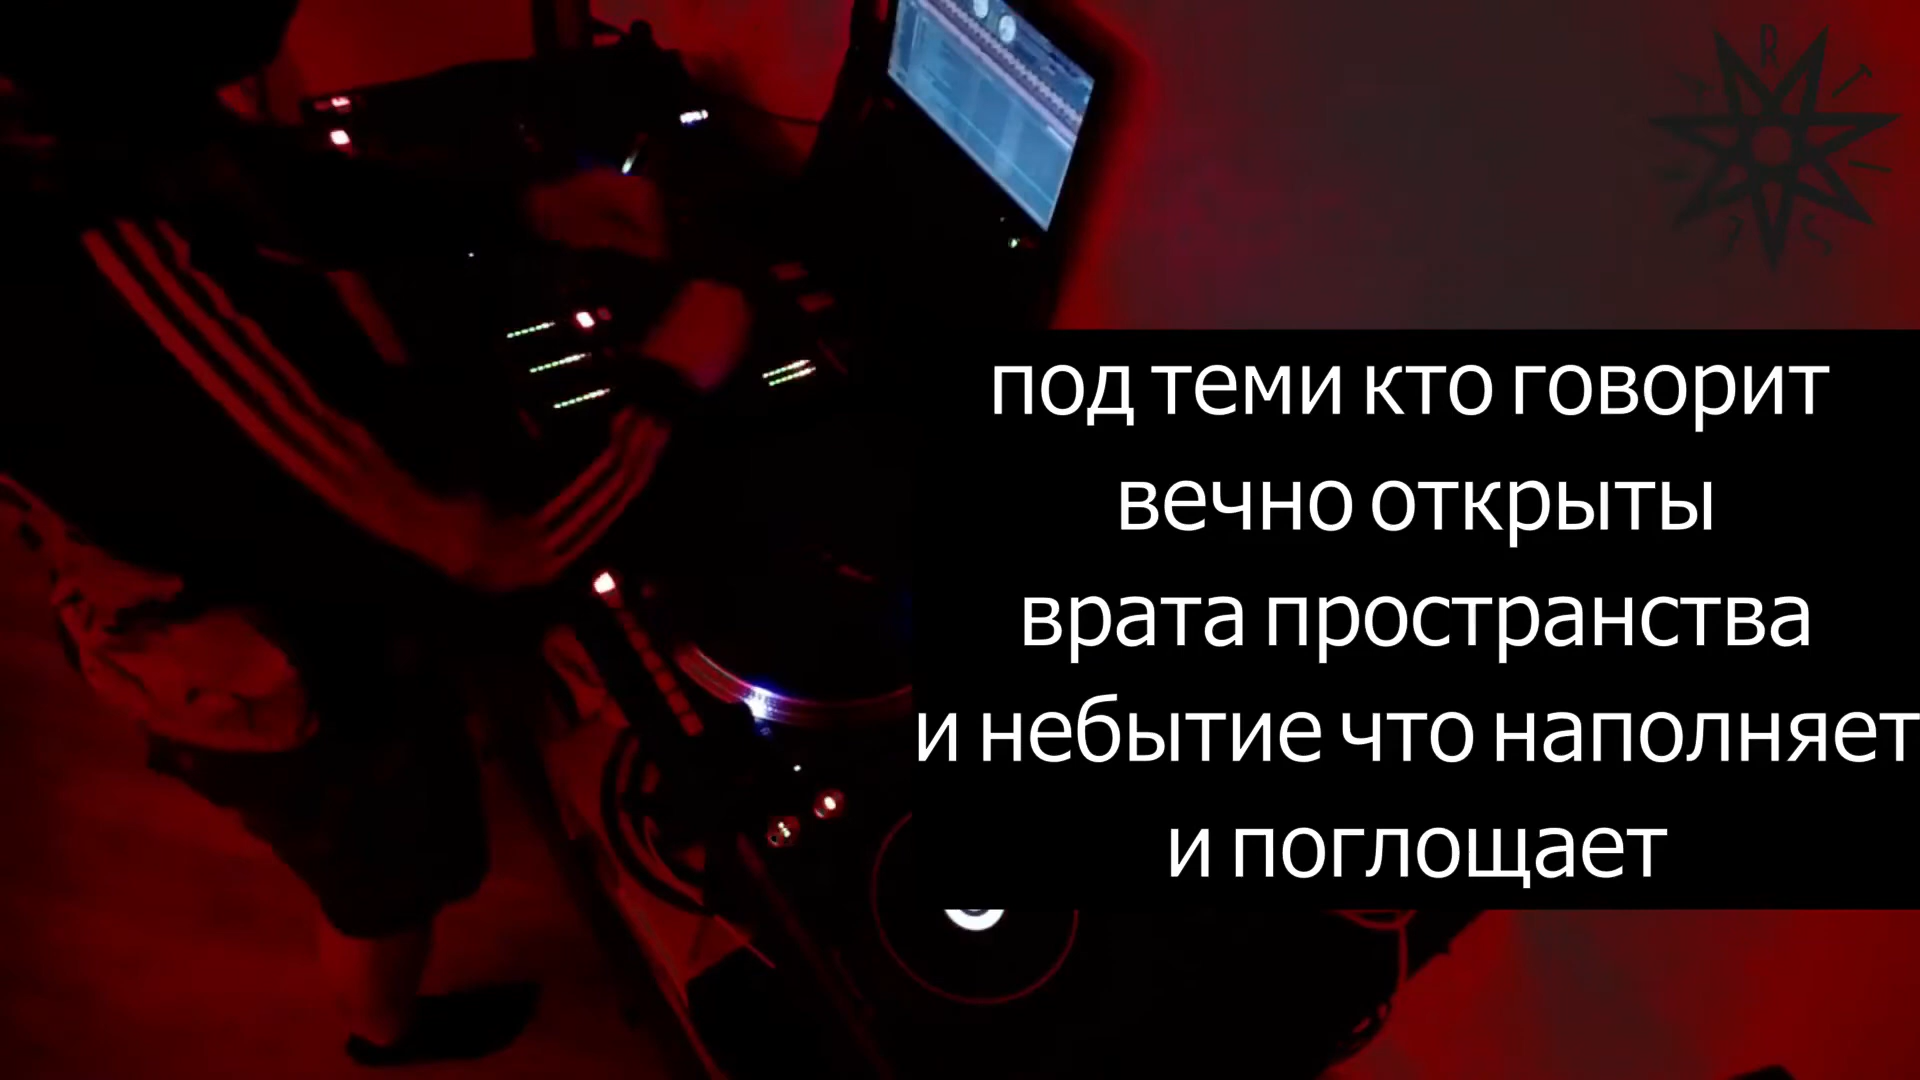 под теми кто говорит
вечно открыты
врата пространства
и небытие что наполняет
и поглощает